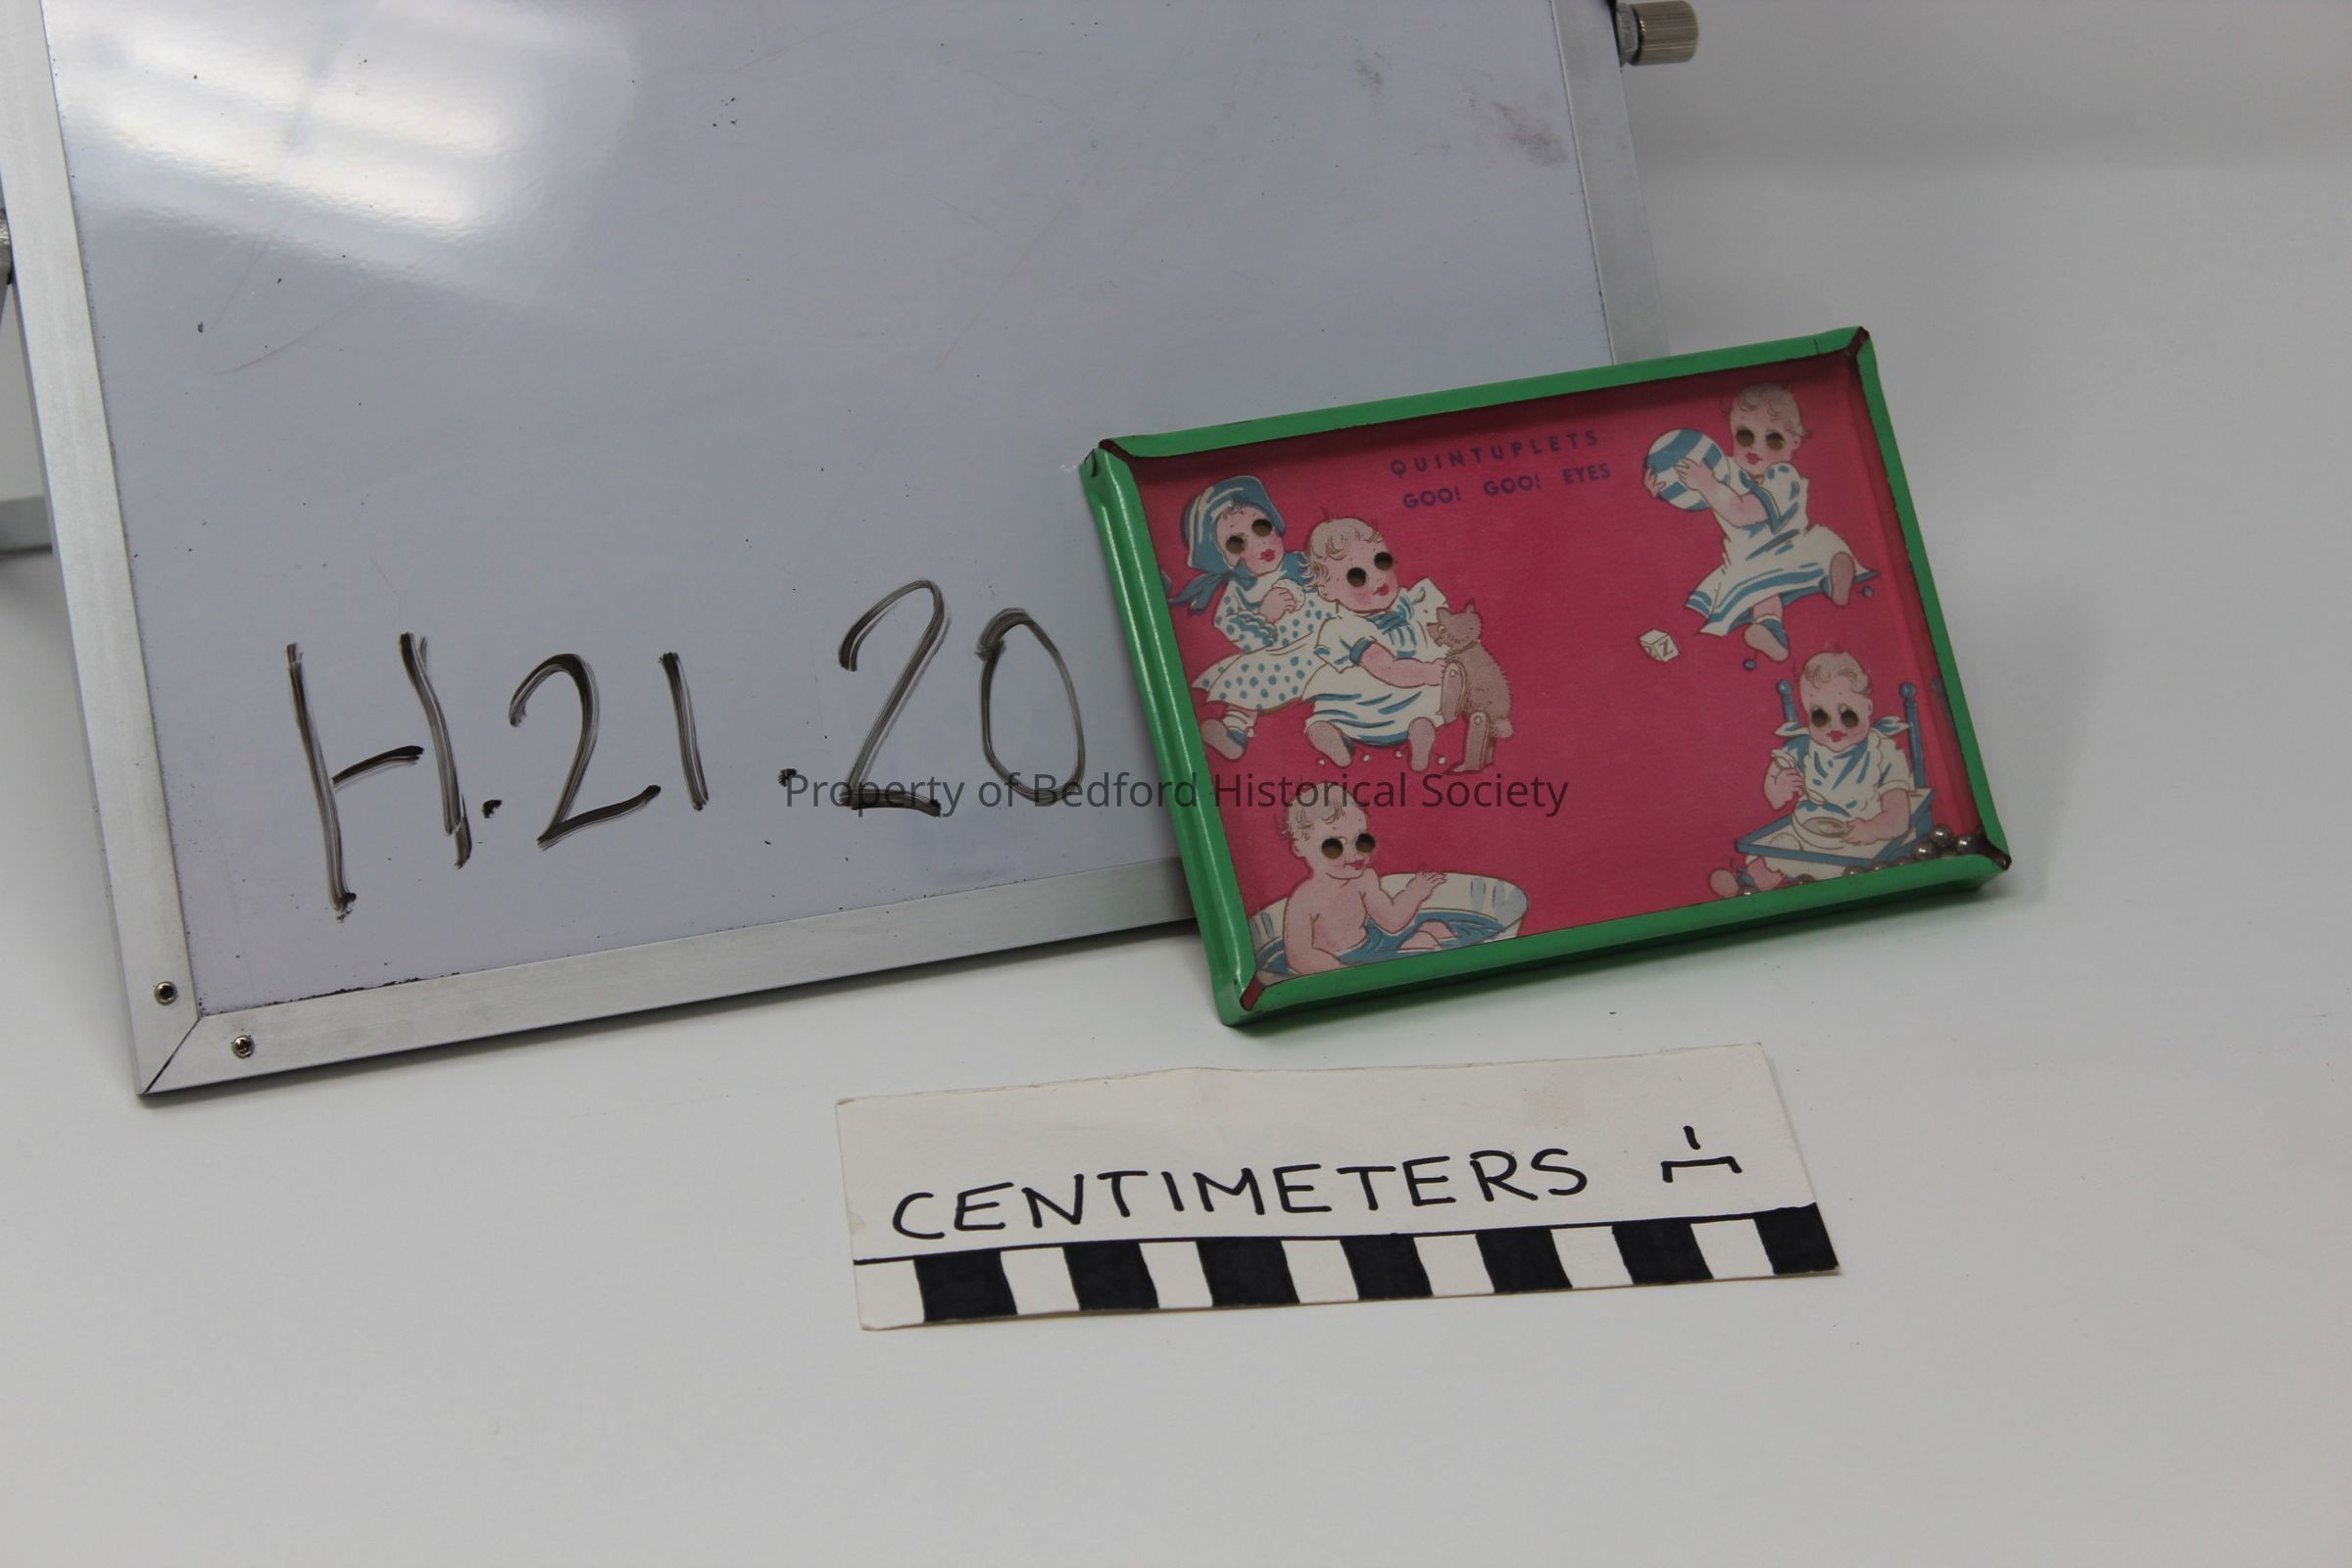 H.21.20
QUINTUPLETS
GOO! GOO! EYES
Z
Property of Bedford Historical Society
CENTIMETERS